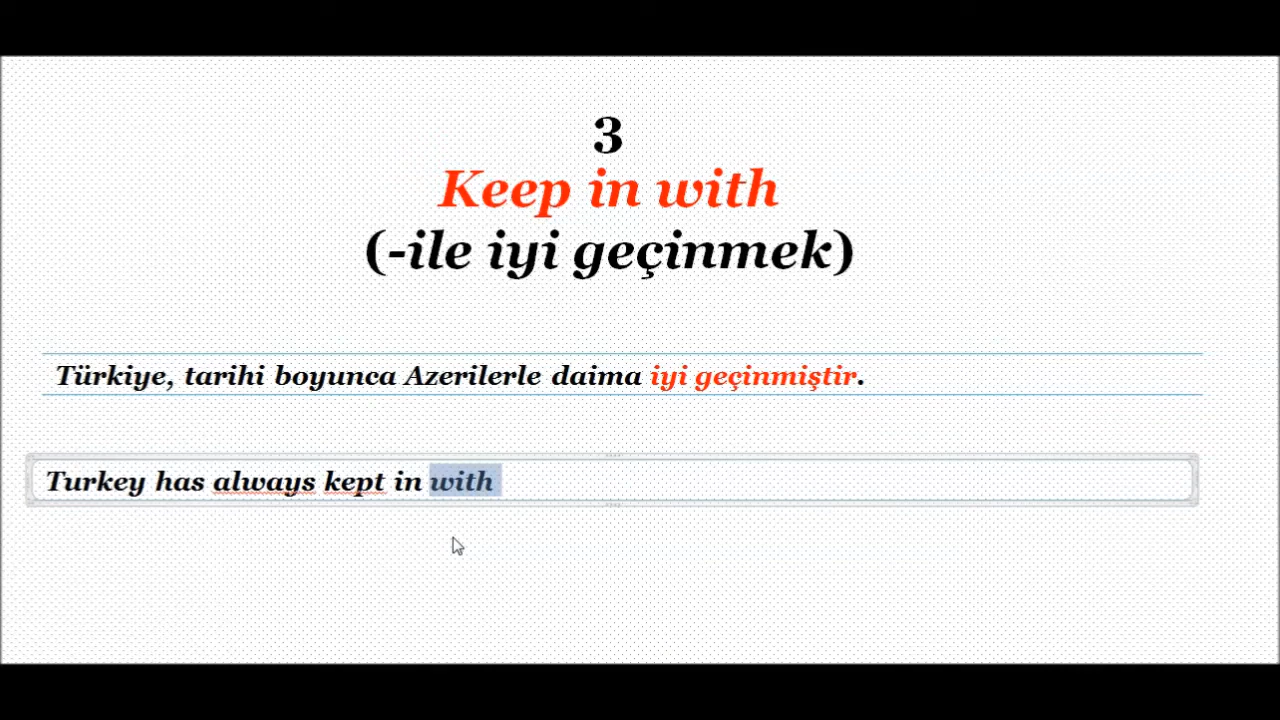 3
Keep in with
(-ile iyi geçinmek)
Türkiye, tarihi boyunca Azerilerle daima iyi geçinmiştir.
Turkey has always kept in with